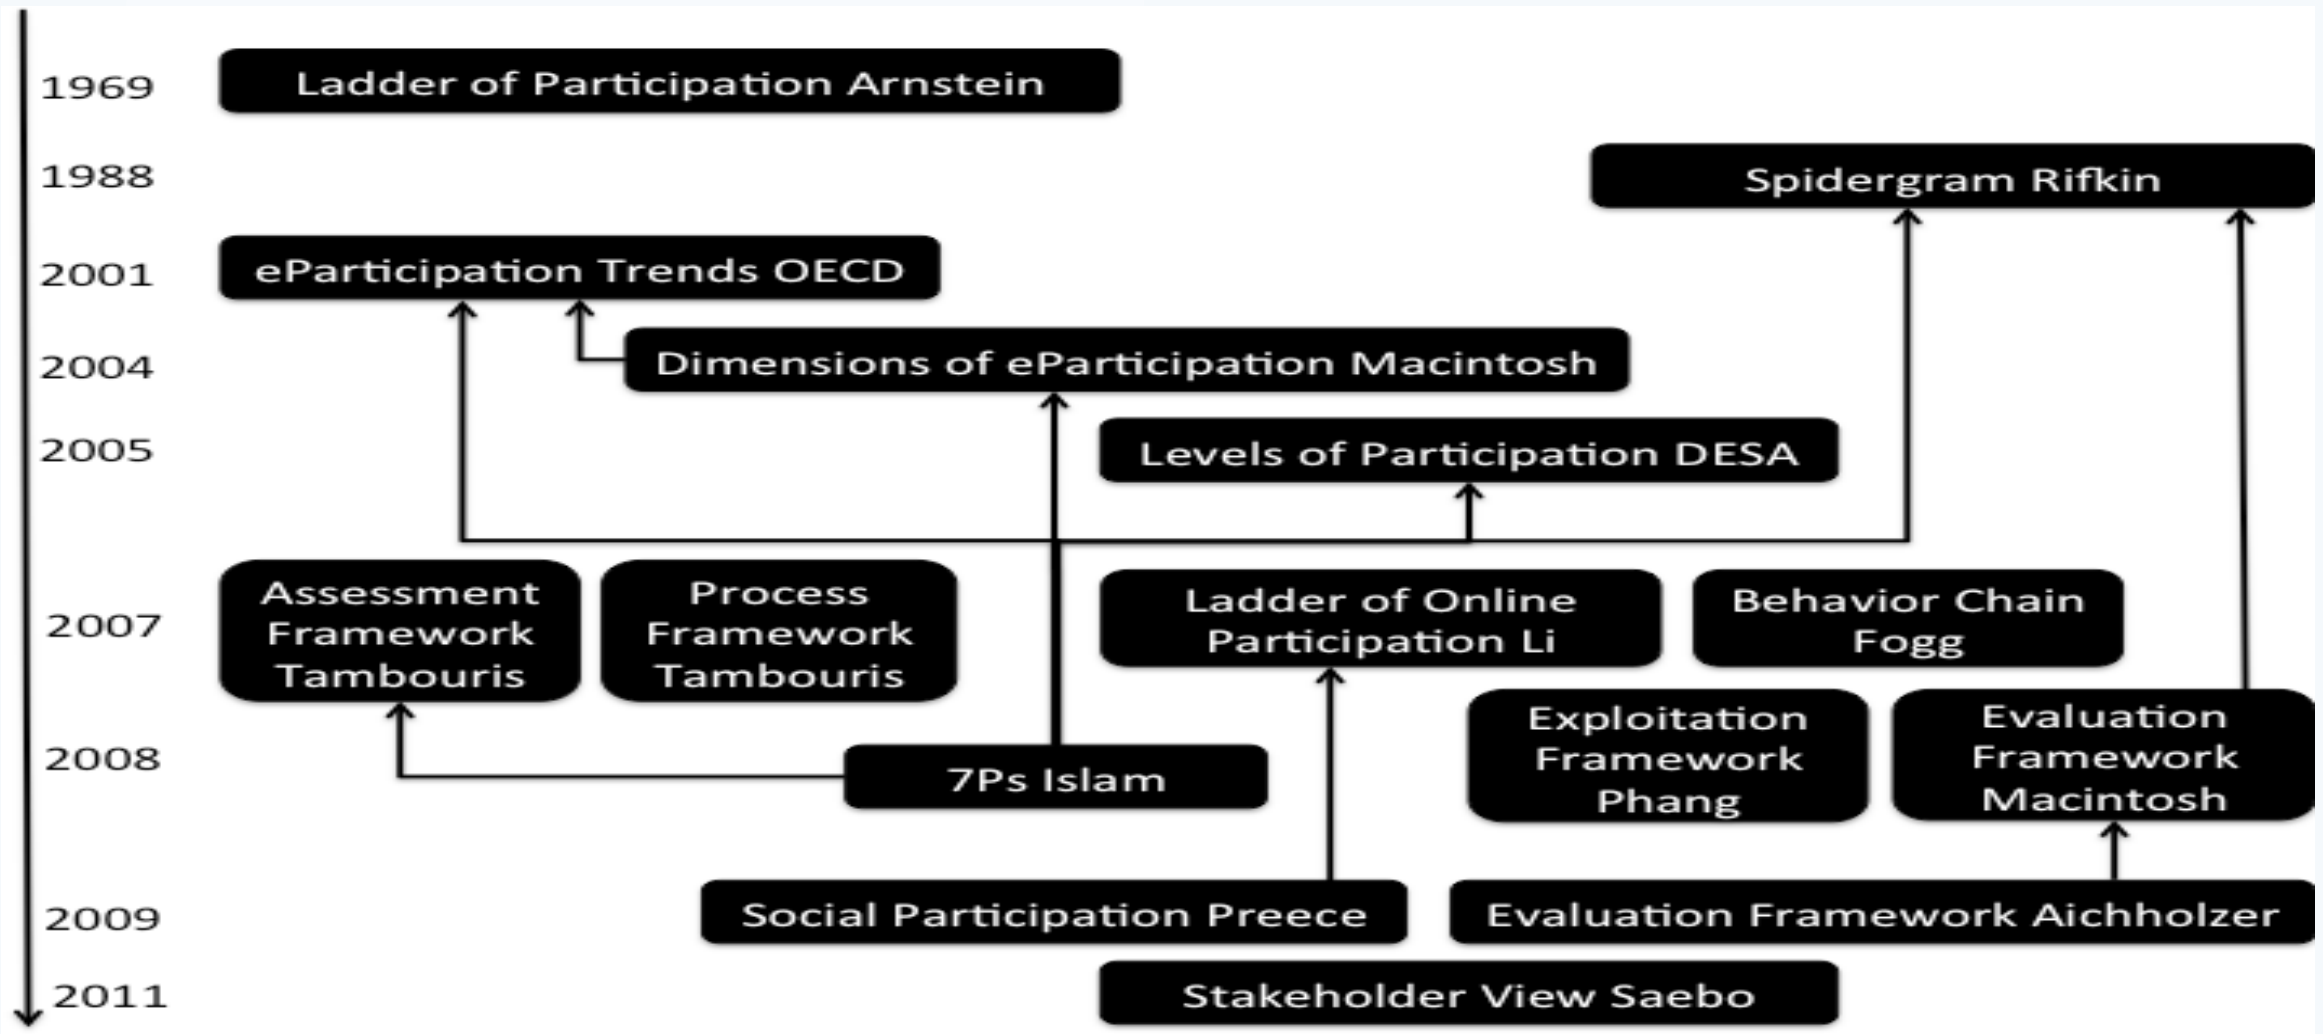 1969
Ladder of Participation Arnstein
1988
Spidergram Rifkin
2001
eParticipation Trends OECD
2004
Dimensions of eParticipation Macintosh
2005
Levels of Participation DESA
2007
Assessment
Framework
Tambouris
Process
Framework
Tambouris
Ladder of Online
Participation Li
Behavior Chain
Fogg
2008
7Ps Islam
Exploitation
Framework
Phang
Evaluation
Framework
Macintosh
2009
Social Participation Preece
Evaluation Framework Aichholzer
2011
Stakeholder View Saebo